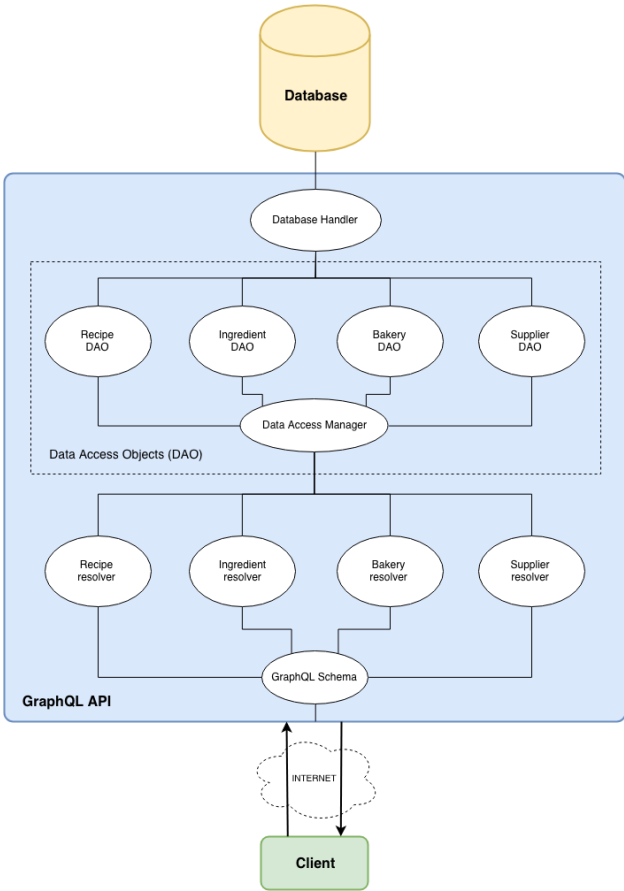 Database
Database Handler
Recipe
DAO
Ingredient
DAO
Bakery
DAO
Supplier
DAO
Data Access Manager
Data Access Objects (DAO)
Recipe
resolver
Ingredient
resolver
Bakery
resolver
Supplier
resolver
GraphQL Schema
GraphQL API
INTERNET
Client